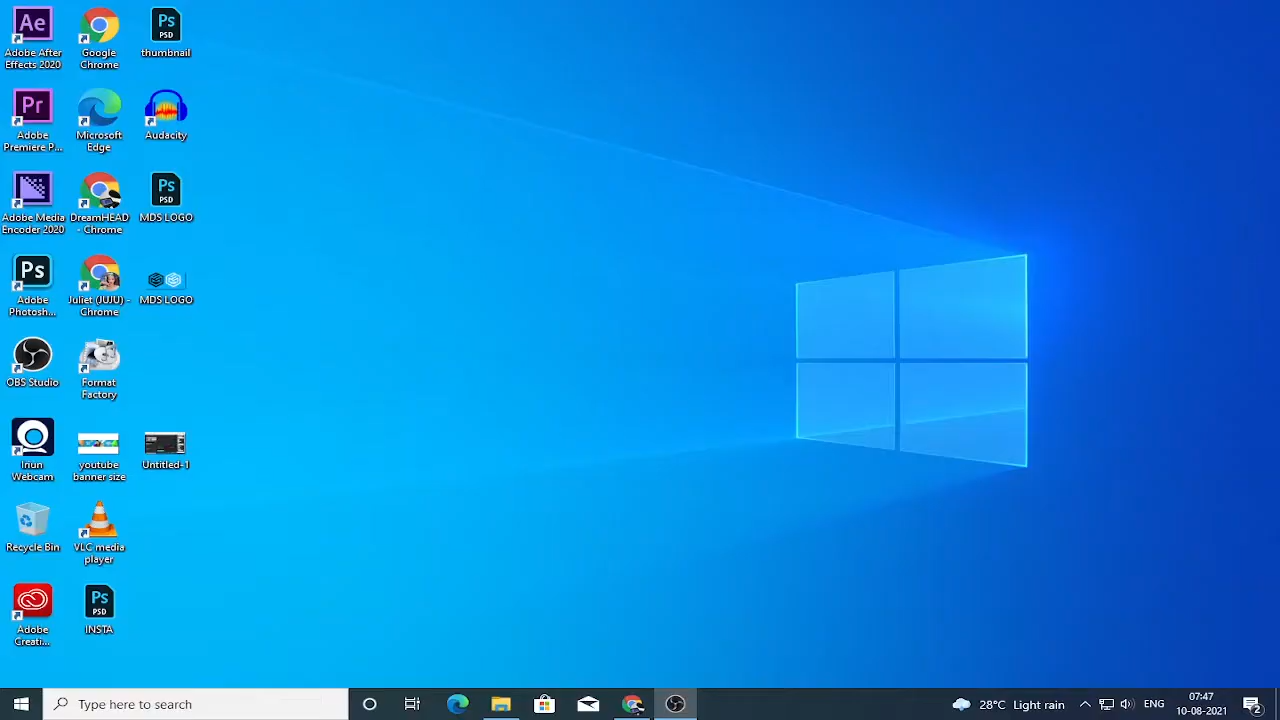 Ae
Adobe After
Effects 2020
Google
Chrome
Ps
PSD
thumbnail
Pr
Adobe
Premiere P...
Microsoft
Edge
Audacity
Adobe Media
Encoder 2020
DreamHEAD
- Chrome
Ps
PSD
MDS LOGO
Ps
Adobe
Photosh...
Juliet (JUJU) -
Chrome
MDS LOGO
OBS Studio
Format
Factory
Iriun
Webcam
youtube
banner size
Untitled-1
Recycle Bin
VLC media
player
Adobe
Creati...
Ps
PSD
INSTA
Type here to search
28°C Light rain
ENG
07:47
10-08-2021
2